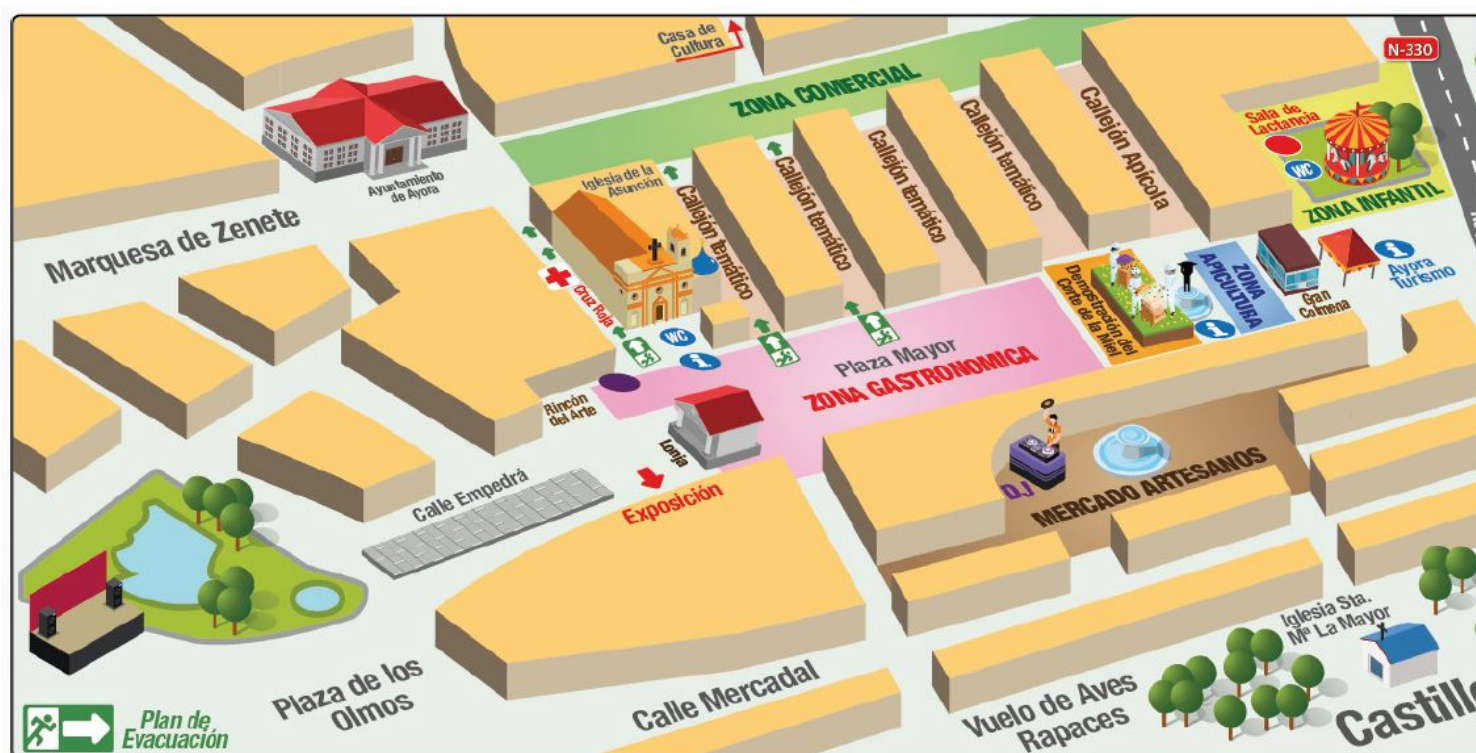 Casa de
Cultura
N-330
ZONA COMERCIAL
Sala de
Lactancia
WC
ZONA INFANTIL
Ayuntamiento
de Ayora
Iglesia de la
Asunción
Callejón temático
Callejón temático
Callejón temático
Callejón temático
Callejón Apícola
Marquesa de Zenete
Cruz Roja
WC
i
Demostración del
Corte de la Miel
i
ZONA
APICULTURA
Gran
Colmena
i
Ayora
Turismo
Plaza Mayor
ZONA GASTRONOMICA
Rincón
del Arte
Lonja
Calle Empedrá
Exposición
DJ
MERCADO ARTESANOS
Iglesia Sta.
Mª La Mayor
Plaza de los
Olmos
Calle Mercadal
Vuelo de Aves
Rapaces
Castillo
Plan de
Evacuación